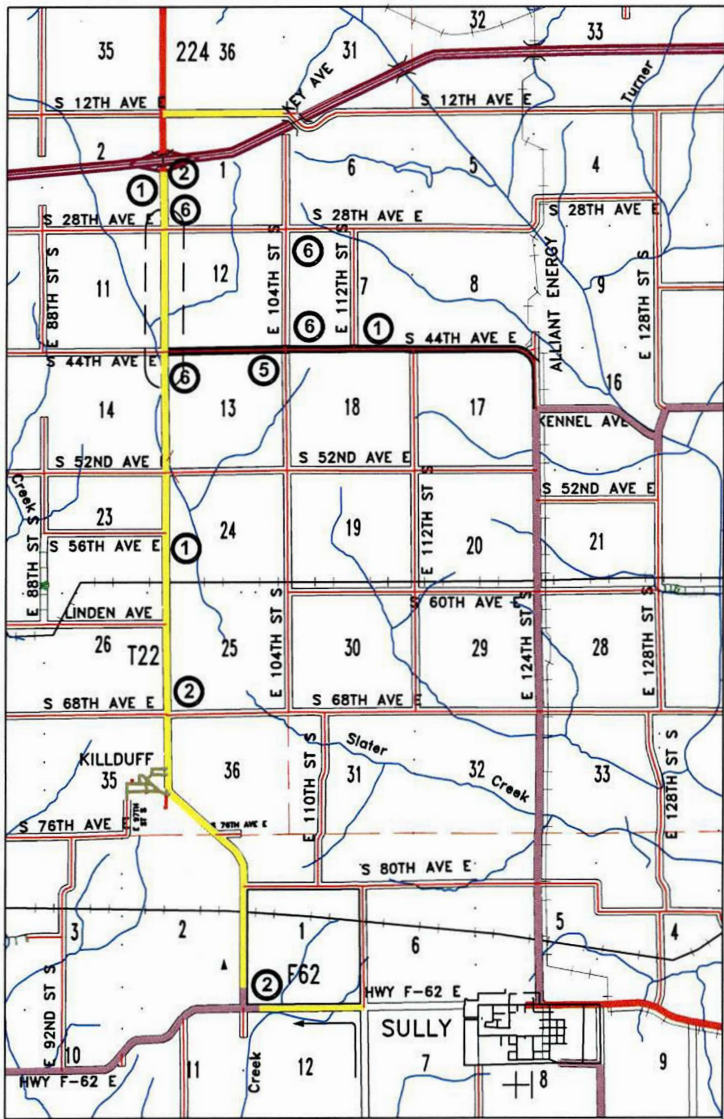 32
33
35
224 36
31
KEY AVE
Turner
S 12TH AVE E
S 12TH AVE E
2
2
1
6
5
4
1
6
S 28TH AVE E
S 28TH AVE E
S 28TH AVE E
E 88TH ST S
11
12
E 104TH ST S
6
E 112TH ST S
7
8
ALLIANT ENERGY
9
E 128TH ST S
6
1
S 44TH AVE E
S 44TH AVE E
5
6
14
13
18
17
16
KENNEL AVE
S 52ND AVE E
S 52ND AVE E
Creek
S 52ND AVE E
23
24
19
E 112TH ST S
20
21
S 56TH AVE E
1
E 88TH ST S
LINDEN AVE
S 60TH AVE E
26
T22
25
E 104TH ST S
30
29
E 124TH ST S
28
E 128TH ST S
2
S 68TH AVE E
S 68TH AVE E
KILLDUFF
35
36
E 110TH ST S
Slater
31
32
Creek
33
E 128TH ST S
S 76TH AVE
E 97TH
ST S
S 76TH AVE E
S 80TH AVE E
3
2
1
6
5
4
E 92ND ST S
2
F62
HWY F-62 E
SULLY
10
11
Creek
12
7
8
9
HWY F-62 E